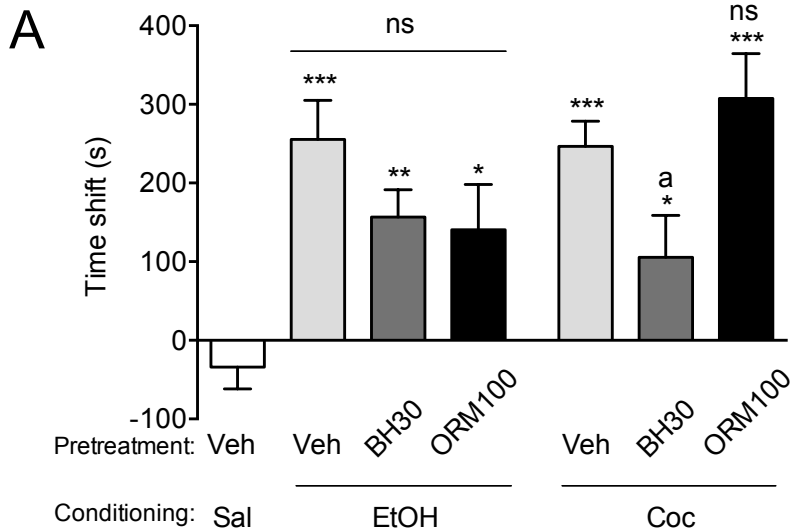 A
ns
ns
***
***
***
**
*
a
*
Time shift (s)
400
300
200
100
0
-100
Pretreatment: Veh Veh BH30 ORM100 Veh BH30 ORM100
Conditioning: Sal EtOH Coc